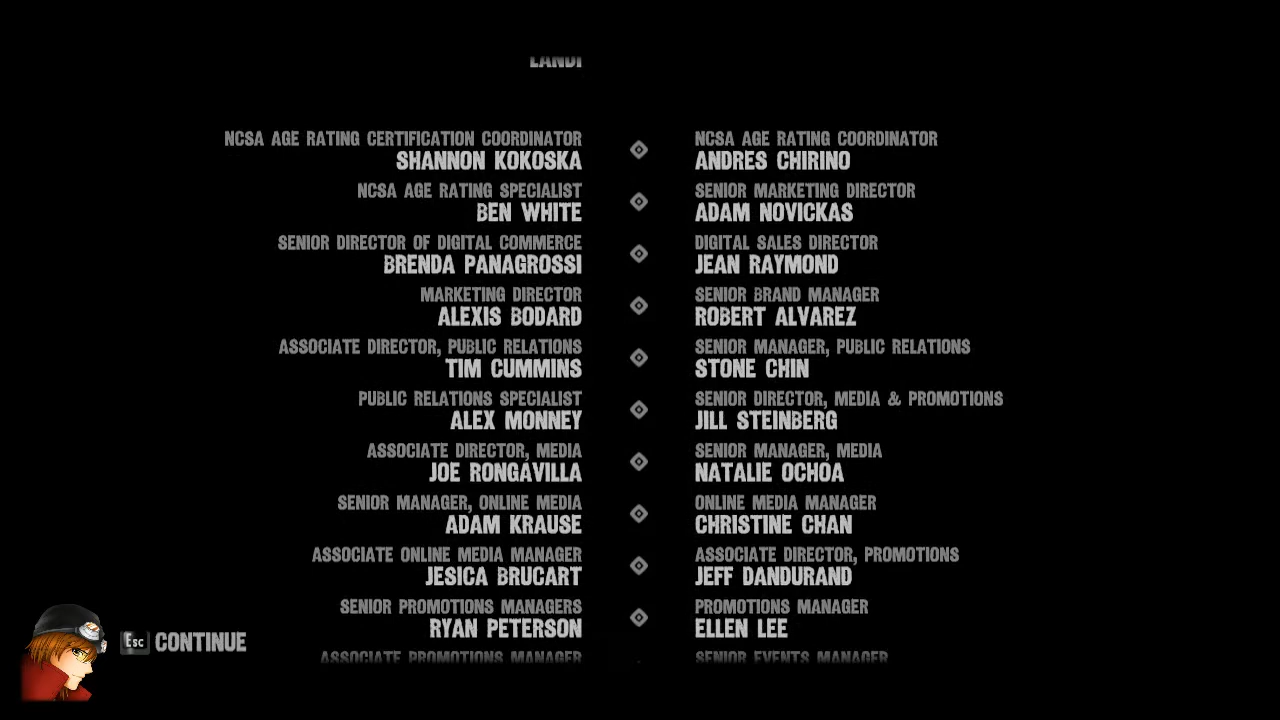 LANDI
NCSA AGE RATING CERTIFICATION COORDINATOR
SHANNON KOKOSKA
NCSA AGE RATING COORDINATOR
ANDRES CHIRINO
NCSA AGE RATING SPECIALIST
BEN WHITE
SENIOR MARKETING DIRECTOR
ADAM NOVICKAS
SENIOR DIRECTOR OF DIGITAL COMMERCE
BRENDA PANAGROSSI
DIGITAL SALES DIRECTOR
JEAN RAYMOND
MARKETING DIRECTOR
ALEXIS BODARD
SENIOR BRAND MANAGER
ROBERT ALVAREZ
ASSOCIATE DIRECTOR, PUBLIC RELATIONS
TIM CUMMINS
SENIOR MANAGER, PUBLIC RELATIONS
STONE CHIN
PUBLIC RELATIONS SPECIALIST
ALEX MONNEY
SENIOR DIRECTOR, MEDIA & PROMOTIONS
JILL STEINBERG
ASSOCIATE DIRECTOR, MEDIA
JOE RONGAVILLA
SENIOR MANAGER, MEDIA
NATALIE OCHOA
SENIOR MANAGER, ONLINE MEDIA
ADAM KRAUSE
ONLINE MEDIA MANAGER
CHRISTINE CHAN
ASSOCIATE ONLINE MEDIA MANAGER
JESICA BRUCART
ASSOCIATE DIRECTOR, PROMOTIONS
JEFF DANDURAND
SENIOR PROMOTIONS MANAGERS
RYAN PETERSON
PROMOTIONS MANAGER
ELLEN LEE
ASSOCIATE PROMOTIONS MANAGER
SENIOR EVENTS MANAGER
Esc CONTINUE